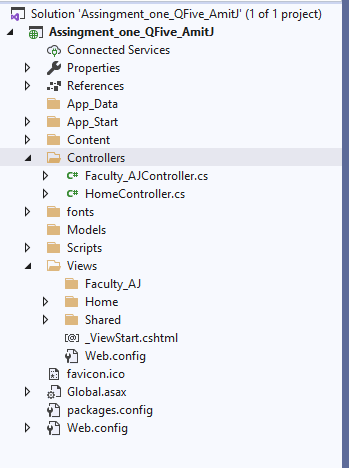 Solution 'Assingment_one_QFive_AmitJ' (1 of 1 project)
Assingment_one_QFive_AmitJ
Connected Services
Properties
References
App_Data
App_Start
Content
Controllers
C# Faculty_AJController.cs
C# HomeController.cs
fonts
Models
Scripts
Views
Faculty_AJ
Home
Shared
_ViewStart.cshtml
Web.config
favicon.ico
Global.asax
packages.config
Web.config